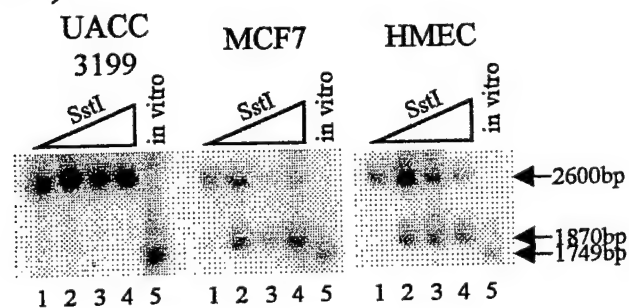 UACC
3199
MCF7
HMEC
SstI
in vitro
SstI
in vitro
SstI
in vitro
2600bp
1870bp
1749bp
1 2 3 4 5
1 2 3 4 5
1 2 3 4 5